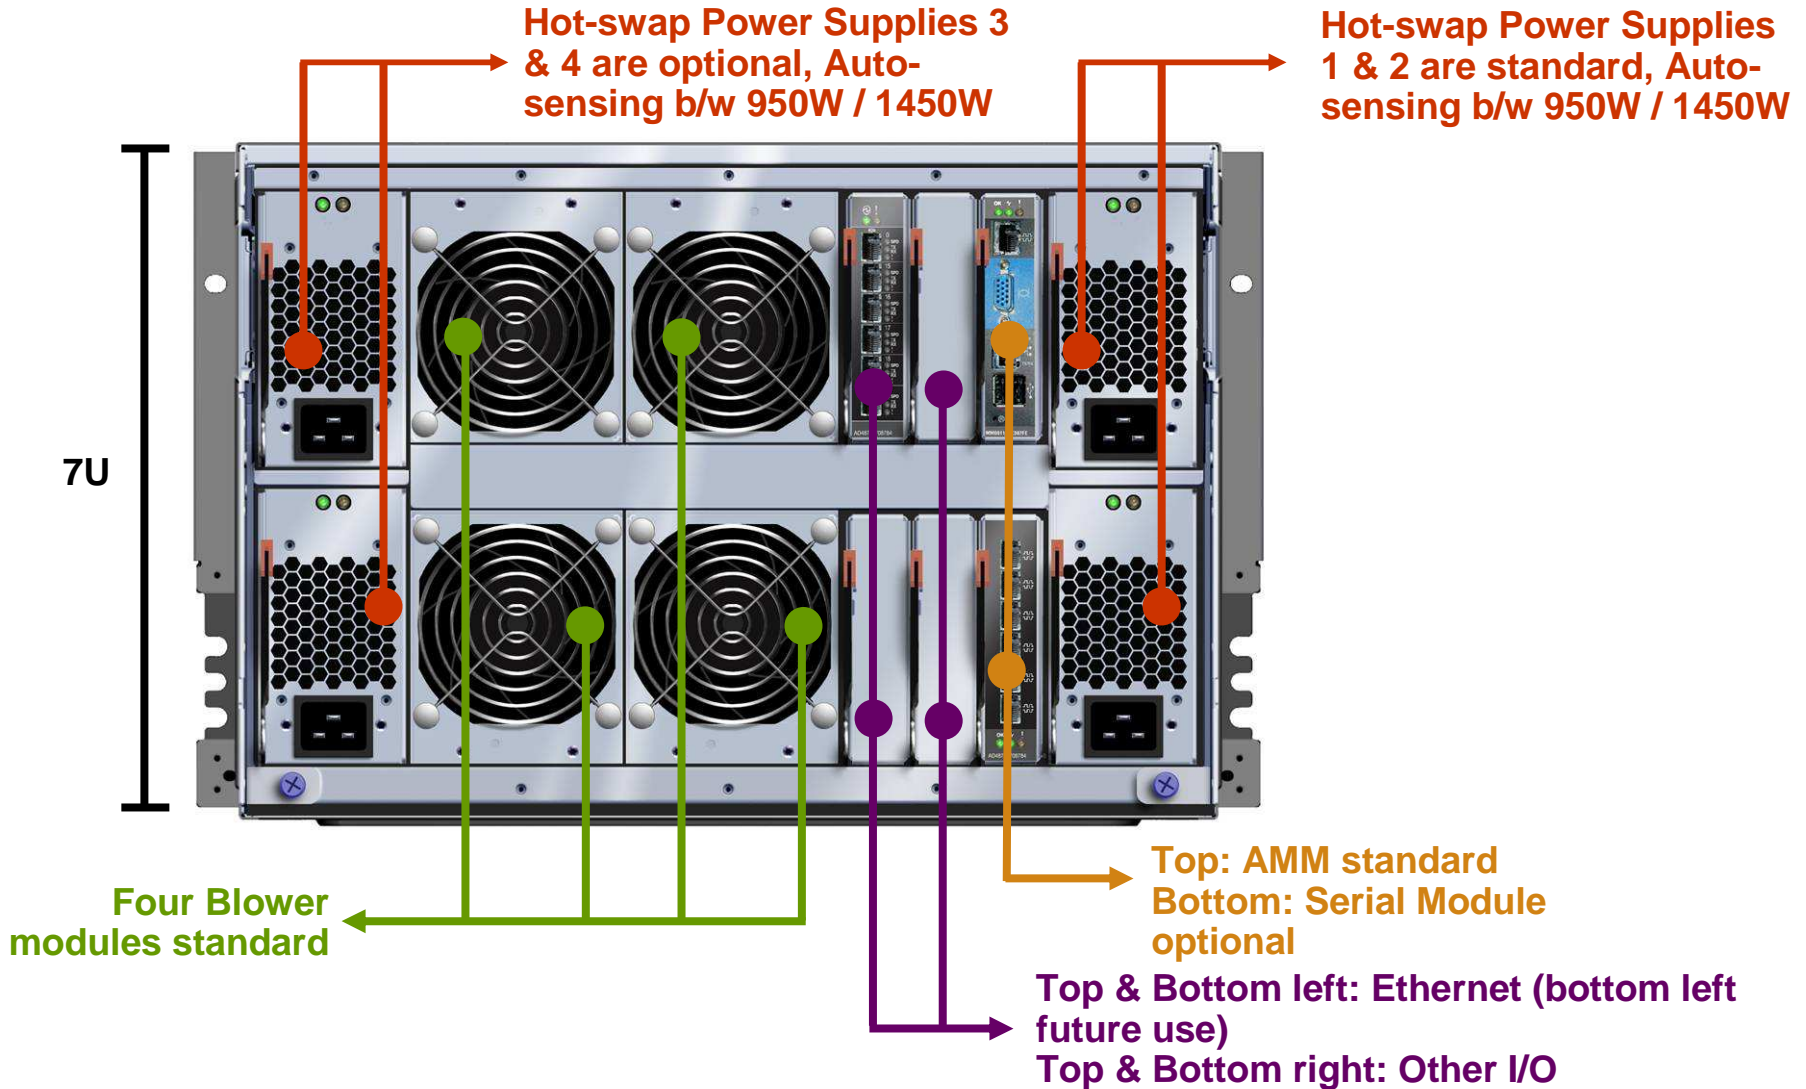 Hot-swap Power Supplies 3
& 4 are optional, Auto-
sensing b/w 950W / 1450W
Hot-swap Power Supplies
1 & 2 are standard, Auto-
sensing b/w 950W / 1450W
7U
Four Blower
modules standard
Top: AMM standard
Bottom: Serial Module
optional
Top & Bottom left: Ethernet (bottom left
future use)
Top & Bottom right: Other I/O